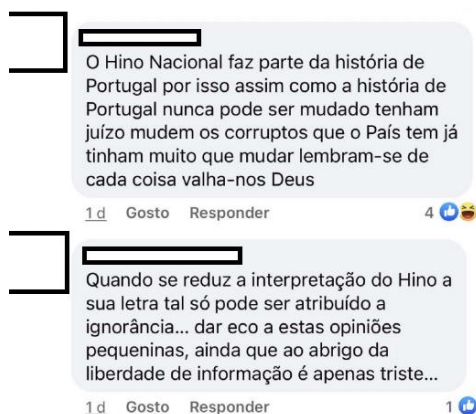 O Hino Nacional faz parte da história de
Portugal por isso assim como a história de
Portugal nunca pode ser mudado tenham
juízo mudem os corruptos que o País tem já
tinham muito que mudar lembram-se de
cada coisa valha-nos Deus
1 d Gosto Responder 4
Quando se reduz a interpretação do Hino a
sua letra tal só pode ser atribuído a
ignorância... dar eco a estas opiniões
pequeninas, ainda que ao abrigo da
liberdade de informação é apenas triste...
1 d Gosto Responder 1